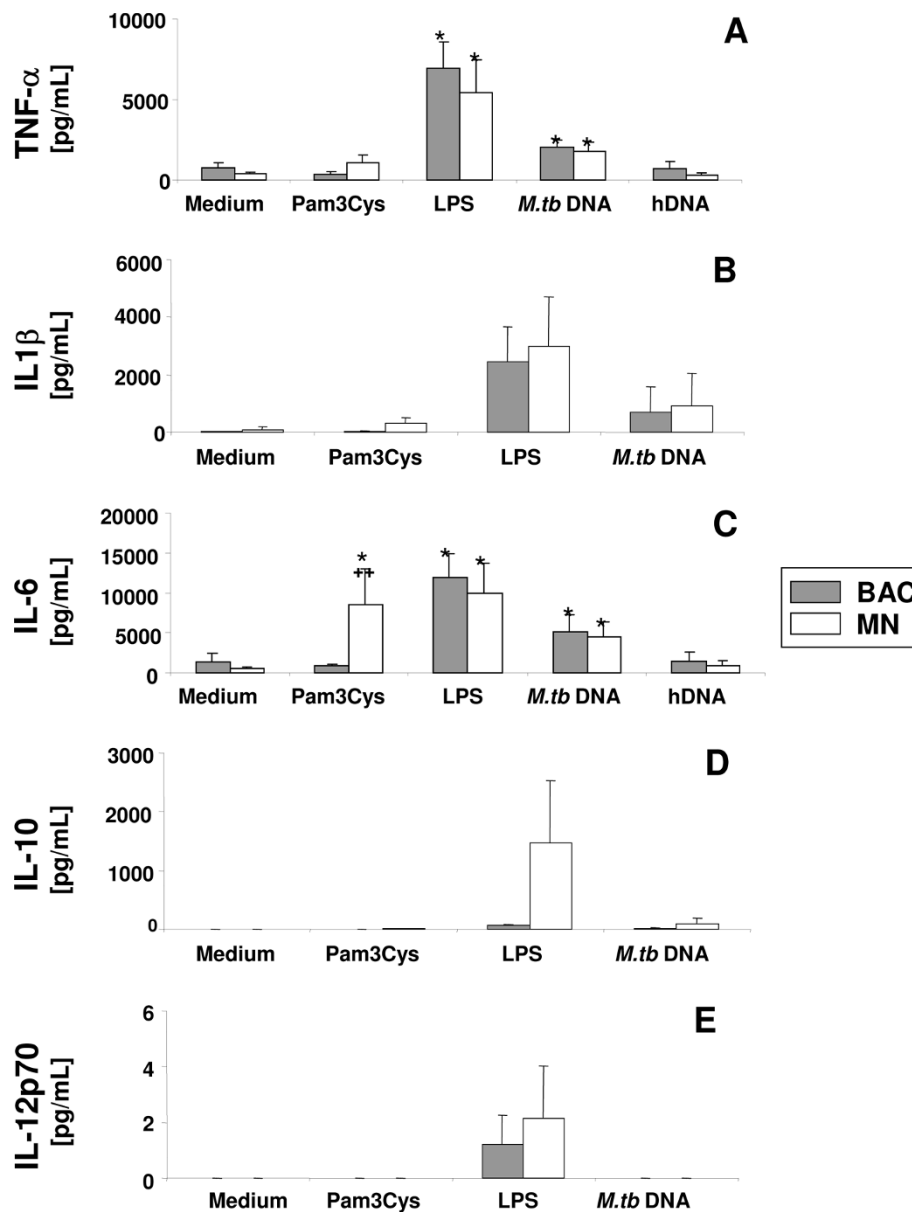 A
TNF-α
[pg/mL]
10000
5000
0
* * * *
Medium Pam3Cys LPS M.tb DNA hDNA
B
IL1β
[pg/mL]
6000
4000
2000
0
Medium Pam3Cys LPS M.tb DNA
C
IL-6
[pg/mL]
20000
15000
10000
5000
0
* * * * *
++
Medium Pam3Cys LPS M.tb DNA hDNA
BAC
MN
D
IL-10
[pg/mL]
3000
2000
1000
0
Medium Pam3Cys LPS M.tb DNA
E
IL-12p70
[pg/mL]
6
4
2
0
Medium Pam3Cys LPS M.tb DNA